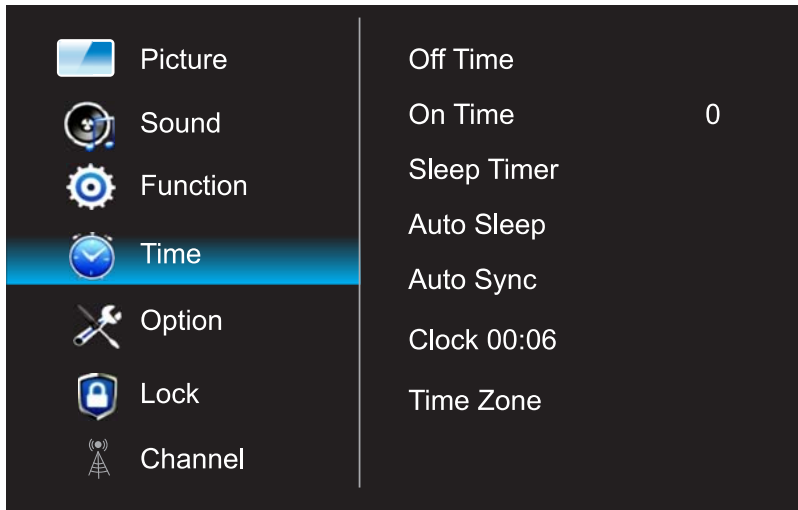 Picture
Sound
Function
Time
Option
Lock
Channel
Off Time
On Time 0
Sleep Timer
Auto Sleep
Auto Sync
Clock 00:06
Time Zone